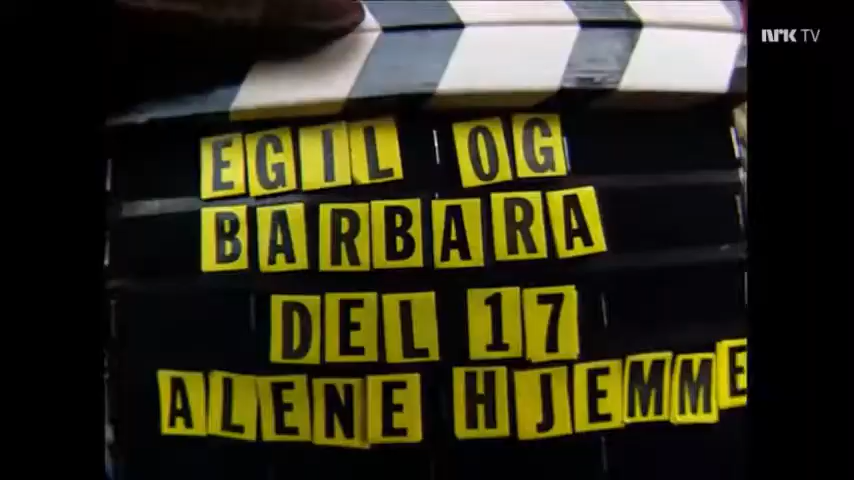 NRK TV
EGIL OG
BARBARA
DEL 17
ALENE HJEMME